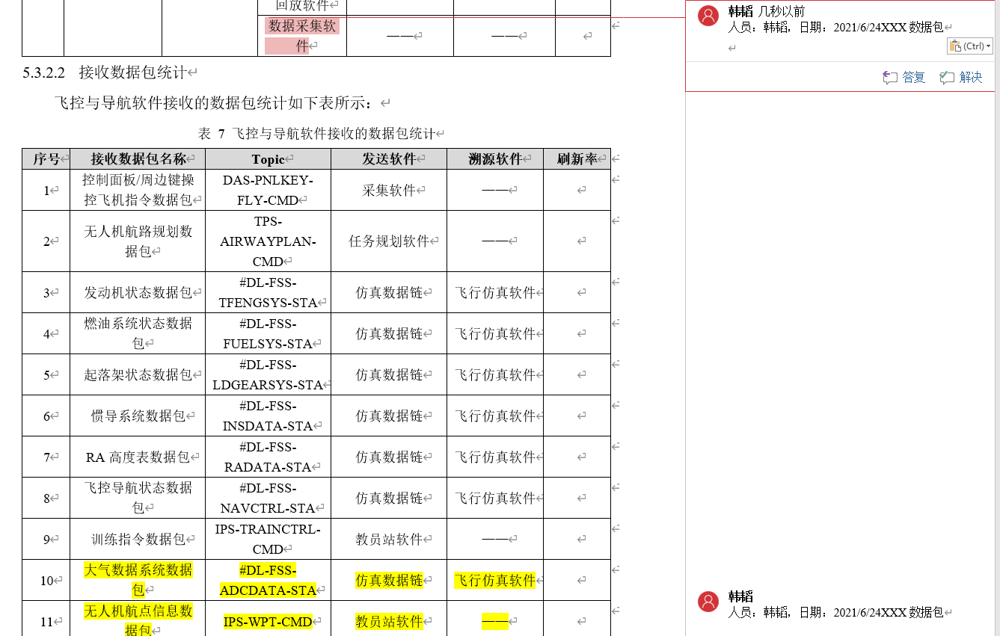 回放软件
数据采集软
件
——
——
5.3.2.2 接收数据包统计
飞控与导航软件接收的数据包统计如下表所示：
表 7 飞控与导航软件接收的数据包统计
序号 接收数据包名称 Topic 发送软件 溯源软件 刷新率
1
控制面板/周边键操
控飞机指令数据包
DAS-PNLKEY-
FLY-CMD
采集软件
——
2
无人机航路规划数
据包
TPS-
AIRWAYPLAN-
CMD
任务规划软件
——
3
发动机状态数据包
#DL-FSS-
TFENGSYS-STA
仿真数据链
飞行仿真软件
4
燃油系统状态数据
包
#DL-FSS-
FUELSYS-STA
仿真数据链
飞行仿真软件
5
起落架状态数据包
#DL-FSS-
LDGEARSYS-STA
仿真数据链
飞行仿真软件
6
惯导系统数据包
#DL-FSS-
INSDATA-STA
仿真数据链
飞行仿真软件
7
RA 高度表数据包
#DL-FSS-
RADATA-STA
仿真数据链
飞行仿真软件
8
飞控导航状态数据
包
#DL-FSS-
NAVCTRL-STA
仿真数据链
飞行仿真软件
9
训练指令数据包
IPS-TRAINCTRL-
CMD
教员站软件
——
10
大气数据系统数据
包
#DL-FSS-
ADCDATA-STA
仿真数据链
飞行仿真软件
11
无人机航点信息数
据包
IPS-WPT-CMD
教员站软件
——
韩韬 几秒以前
人员：韩韬，日期：2021/6/24XXX 数据包
(Ctrl)
答复 解决
韩韬
人员：韩韬，日期：2021/6/24XXX 数据包